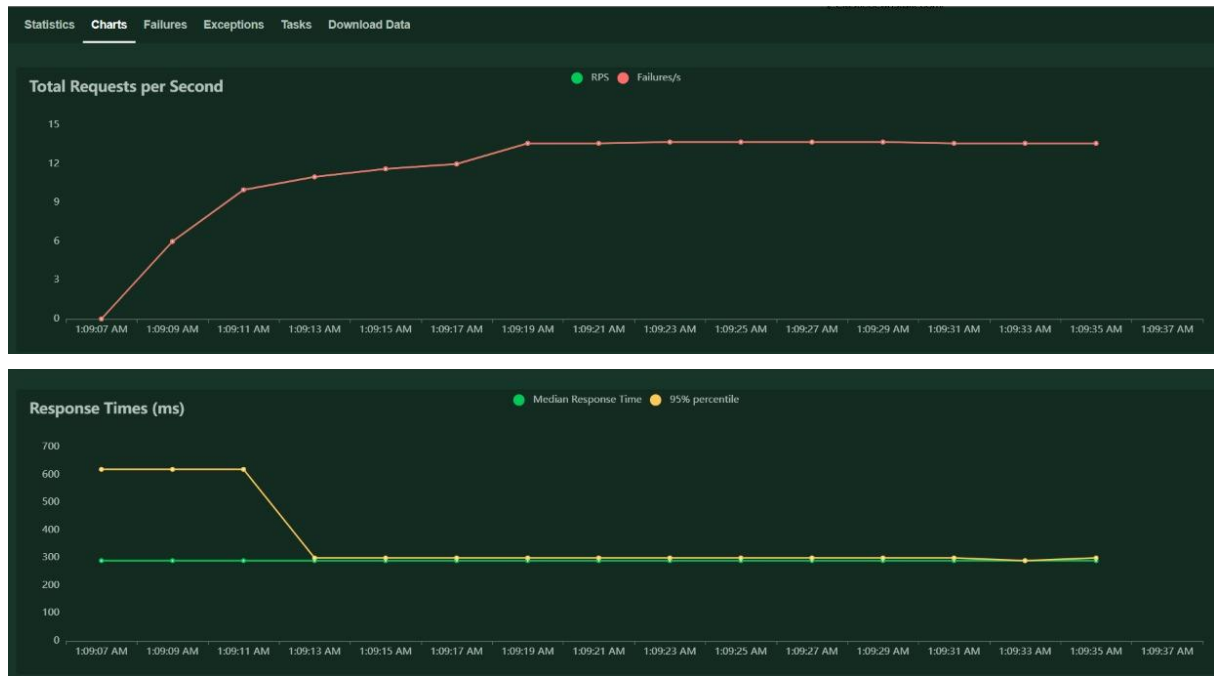 Statistics Charts Failures Exceptions Tasks Download Data
Total Requests per Second
RPS Failures/s
15
12
9
6
3
0
1:09:07 AM 1:09:09 AM 1:09:11 AM 1:09:13 AM 1:09:15 AM 1:09:17 AM 1:09:19 AM 1:09:21 AM 1:09:23 AM 1:09:25 AM 1:09:27 AM 1:09:29 AM 1:09:31 AM 1:09:33 AM 1:09:35 AM 1:09:37 AM
Response Times (ms)
Median Response Time 95% percentile
700
600
500
400
300
200
100
0
1:09:07 AM 1:09:09 AM 1:09:11 AM 1:09:13 AM 1:09:15 AM 1:09:17 AM 1:09:19 AM 1:09:21 AM 1:09:23 AM 1:09:25 AM 1:09:27 AM 1:09:29 AM 1:09:31 AM 1:09:33 AM 1:09:35 AM 1:09:37 AM